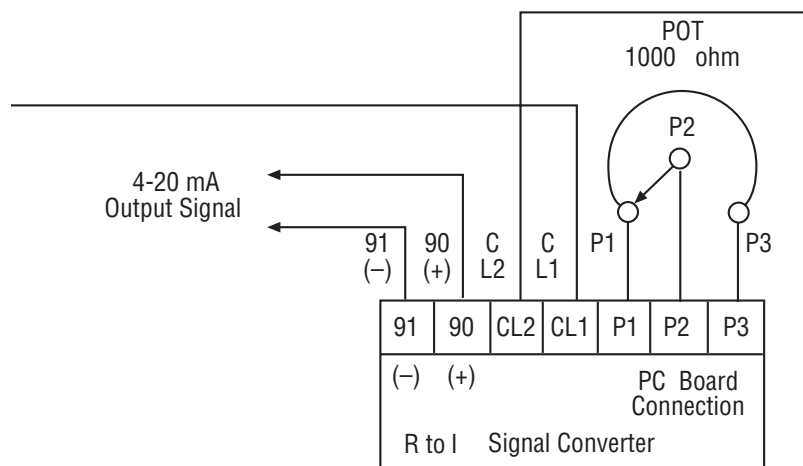 POT
1000 ohm
P2
4-20 mA
Output Signal
91
(–)
90
(+)
C
L2
C
L1
P1
P3
91 90 CL2 CL1 P1 P2 P3
(–) (+)
PC Board
Connection
R to I Signal Converter